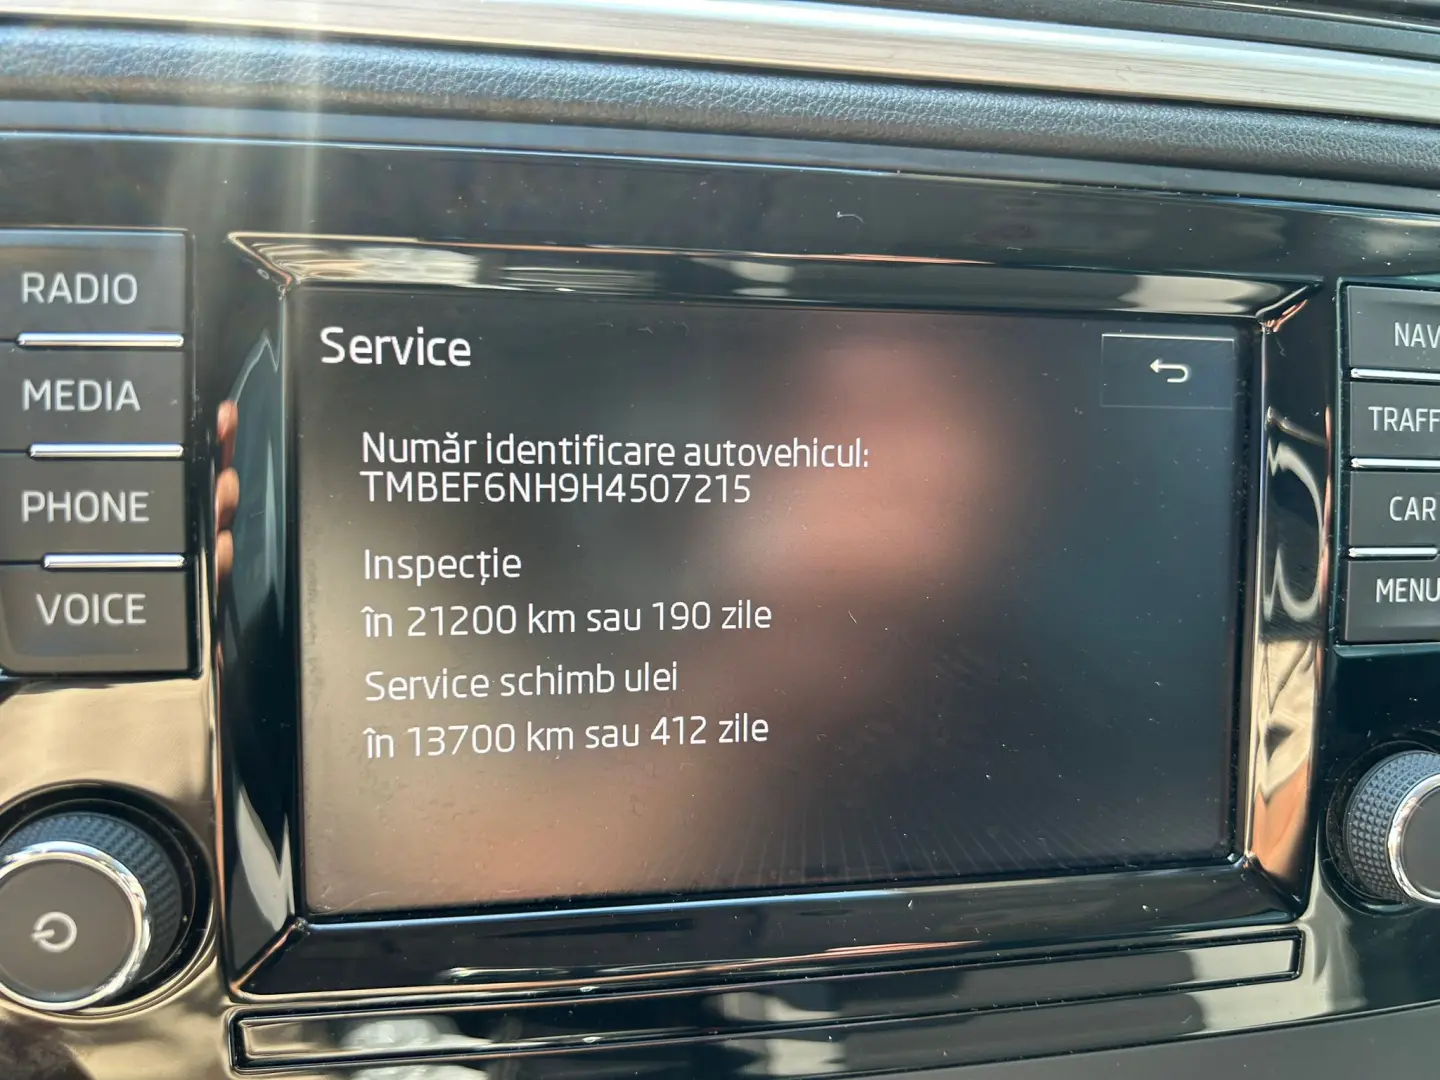 RADIO
MEDIA
PHONE
VOICE
Service
Număr identificare autovehicul:
TMBEF6NH9H4507215
Inspecție
în 21200 km sau 190 zile
Service schimb ulei
în 13700 km sau 412 zile
NAV
TRAFF
CAR
MENU